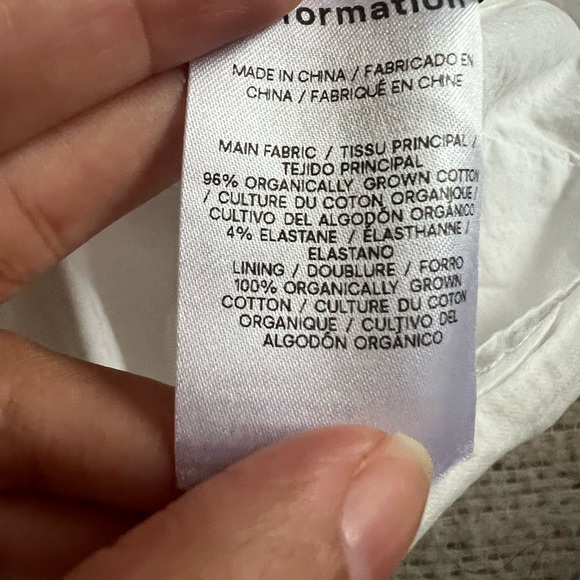 formation
MADE IN CHINA / FABRICADO EN
CHINA / FABRIQUÉ EN CHINE
MAIN FABRIC / TISSU PRINCIPAL /
TEJIDO PRINCIPAL
96% ORGANICALLY GROWN COTTON
/ CULTURE DU COTON ORGANIQUE /
CULTIVO DEL ALGODÓN ORGÁNICO
4% ELASTANE / ÉLASTHANNE /
ELASTANO
LINING / DOUBLURE / FORRO
100% ORGANICALLY GROWN
COTTON / CULTURE DU COTON
ORGANIQUE / CULTIVO DEL
ALGODÓN ORGÁNICO